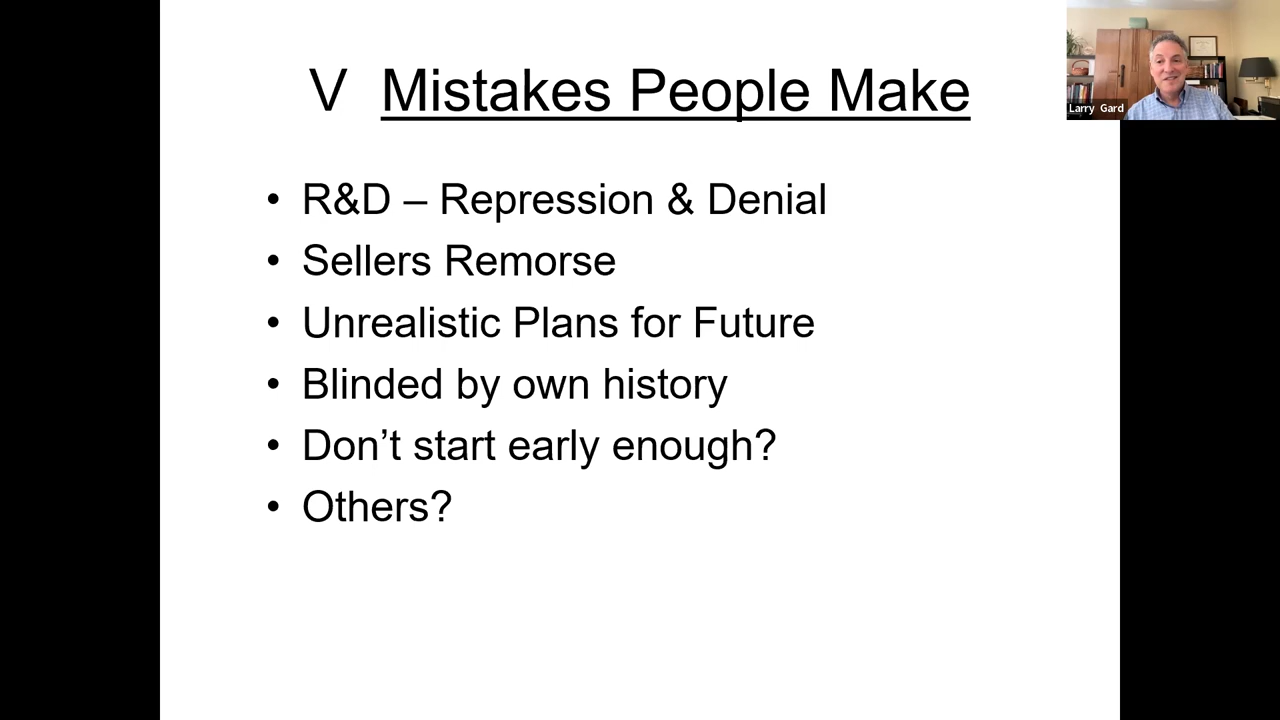 V Mistakes People Make
Larry Gard
• R&D – Repression & Denial
• Sellers Remorse
• Unrealistic Plans for Future
• Blinded by own history
• Don’t start early enough?
• Others?